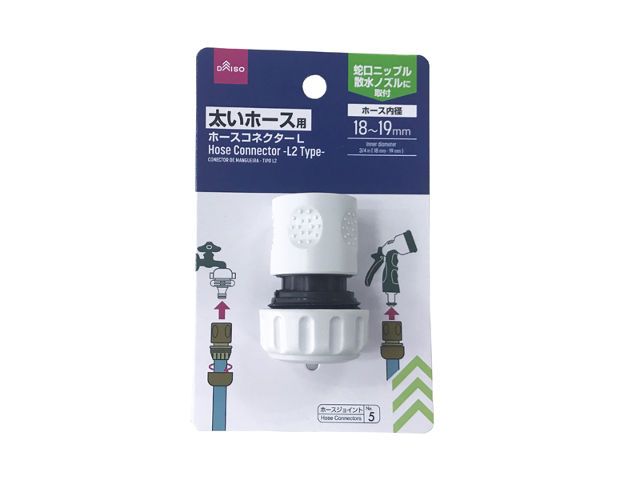 DAISO
蛇口ニップル
散水ノズルに
取付
太いホース用
ホースコネクターL
Hose Connector -L2 Type-
CONECTOR DE MANGUEIRA - TIPO L2
ホース内径
18～19mm
Inner diameter
3/4 in (18 mm - 19 mm)
ホースジョイント
Hose Connectors
No.
5